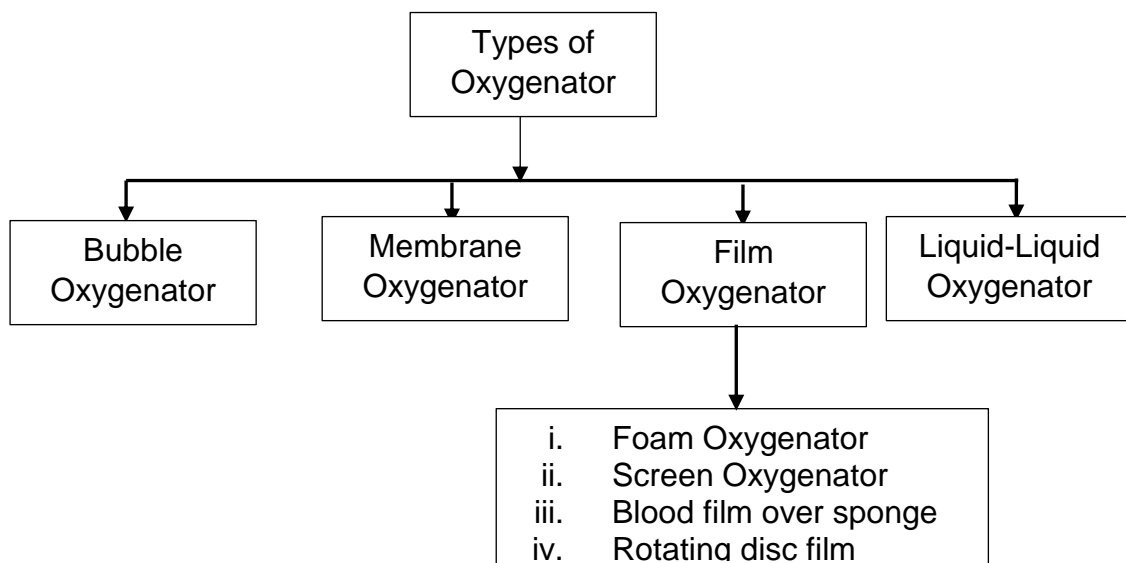 Types of
Oxygenator
Bubble
Oxygenator
Membrane
Oxygenator
Film
Oxygenator
Liquid-Liquid
Oxygenator
i. Foam Oxygenator
ii. Screen Oxygenator
iii. Blood film over sponge
iv. Rotating disc film